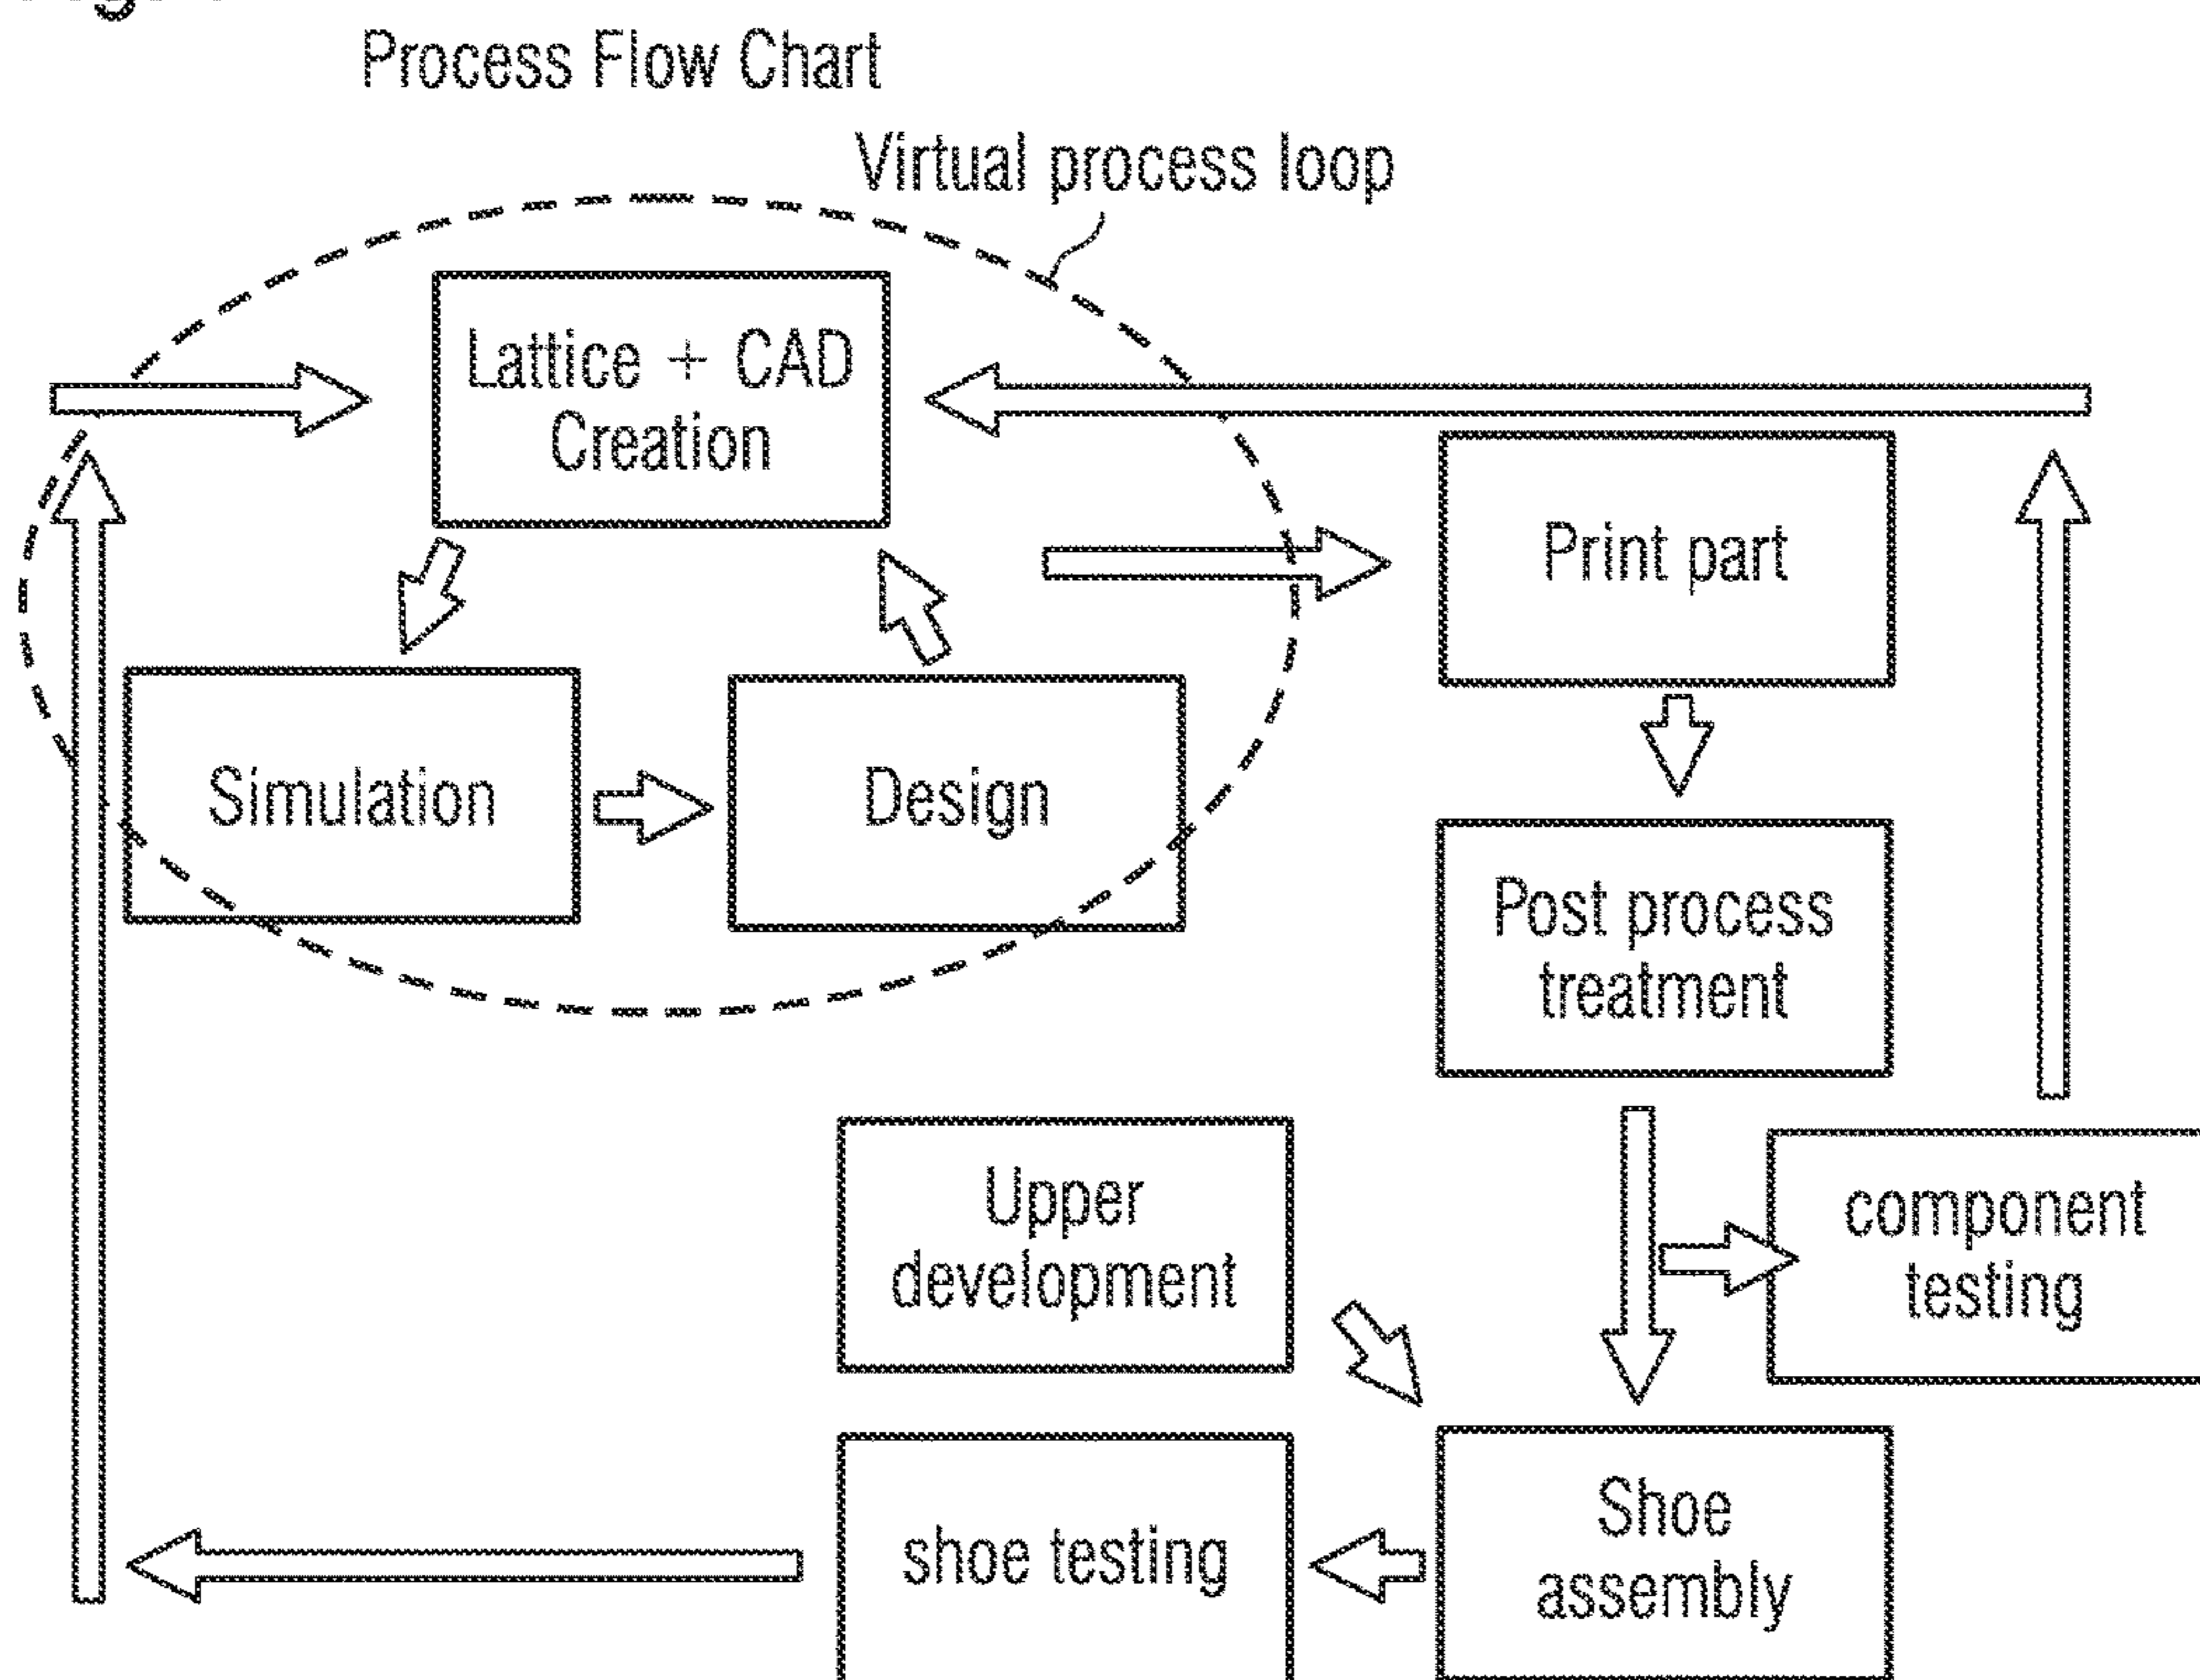 Process Flow Chart
Virtual process loop
Lattice + CAD
Creation
Print part
Simulation
Design
Post process
treatment
Upper
development
component
testing
shoe testing
Shoe
assembly